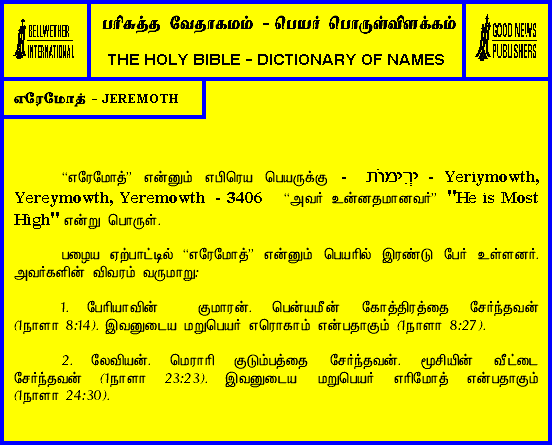 BELLWETHER
INTERNATIONAL
பரிசுத்த வேதாகமம் - பெயர் பொருள்விளக்கம்
THE HOLY BIBLE – DICTIONARY OF NAMES
GOOD NEWS
PUBLISHERS
எரேமோத் - JEREMOTH
“எரேமோத்” என்னும் எபிரெய பெயருக்கு - יְרֵימוֹת - Yeriymowth,
Yereymowth, Yeremowth - 3406 “அவர் உன்னதமானவர்” "He is Most
High" என்று பொருள்.
பழைய ஏற்பாட்டில் “எரேமோத்” என்னும் பெயரில் இரண்டு பேர் உள்ளனர்.
அவர்களின் விவரம் வருமாறு:
1. பேரியாவின் குமாரன். பென்யமீன் கோத்திரத்தை சேர்ந்தவன்
(1நாளா 8:14). இவனுடைய மறுபெயர் எரொகாம் என்பதாகும் (1நாளா 8:27).
2. லேவியன். மெராரி குடும்பத்தை சேர்ந்தவன். மூசியின் வீட்டை
சேர்ந்தவன் (1நாளா 23:23). இவனுடைய மறுபெயர் எரிமோத் என்பதாகும்
(1நாளா 24:30).